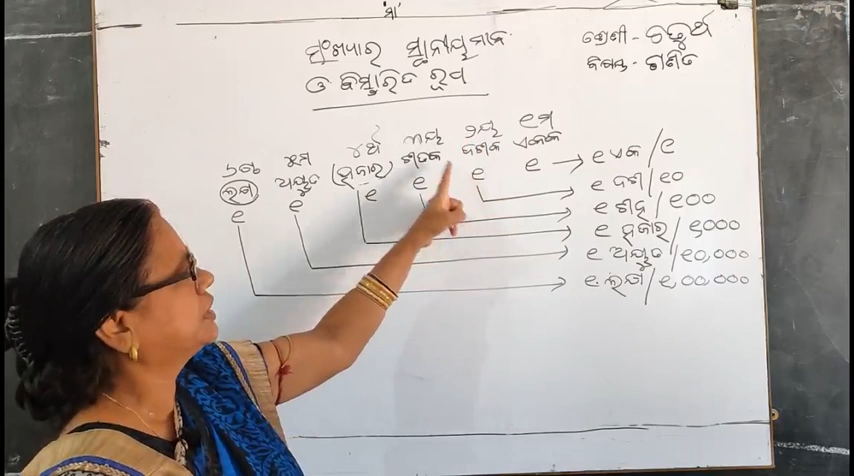 ସଂଖ୍ୟାର ସ୍ଥାନୀୟମାନ
ଓ ବିସ୍ତାରିତ ରୂପ
ଶ୍ରେଣୀ - ଚତୁର୍ଥ
ବିଷୟ - ଗଣିତ
୬ଷ୍ଠ ୫ମ ୪ର୍ଥ ୩ୟ ୨ୟ ୧ମ
ଲକ୍ଷ ଅୟୁତ (ହଜାର) ଶତକ ଦଶକ ଏକକ
୧ ୧ ୧ ୧ ୧ ୧
୧ ଏକ / ୧
୧ ଦଶ / ୧୦
୧ ଶହ / ୧୦୦
୧ ହଜାର / ୧୦୦୦
୧ ଅୟୁତ / ୧୦,୦୦୦
୧ ଲକ୍ଷ / ୧,୦୦,୦୦୦